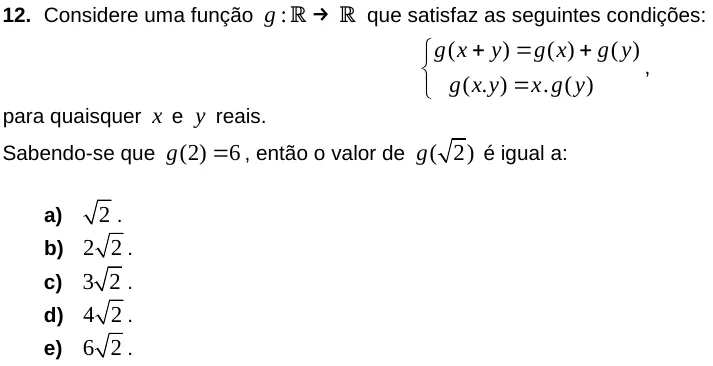 12. Considere uma função g : ℝ → ℝ que satisfaz as seguintes condições:
{ g(x + y) = g(x) + g(y)
g(x.y) = x.g(y) ,
para quaisquer x e y reais.
Sabendo-se que g(2) = 6, então o valor de g(√2) é igual a:
a) √2 .
b) 2√2 .
c) 3√2 .
d) 4√2 .
e) 6√2 .